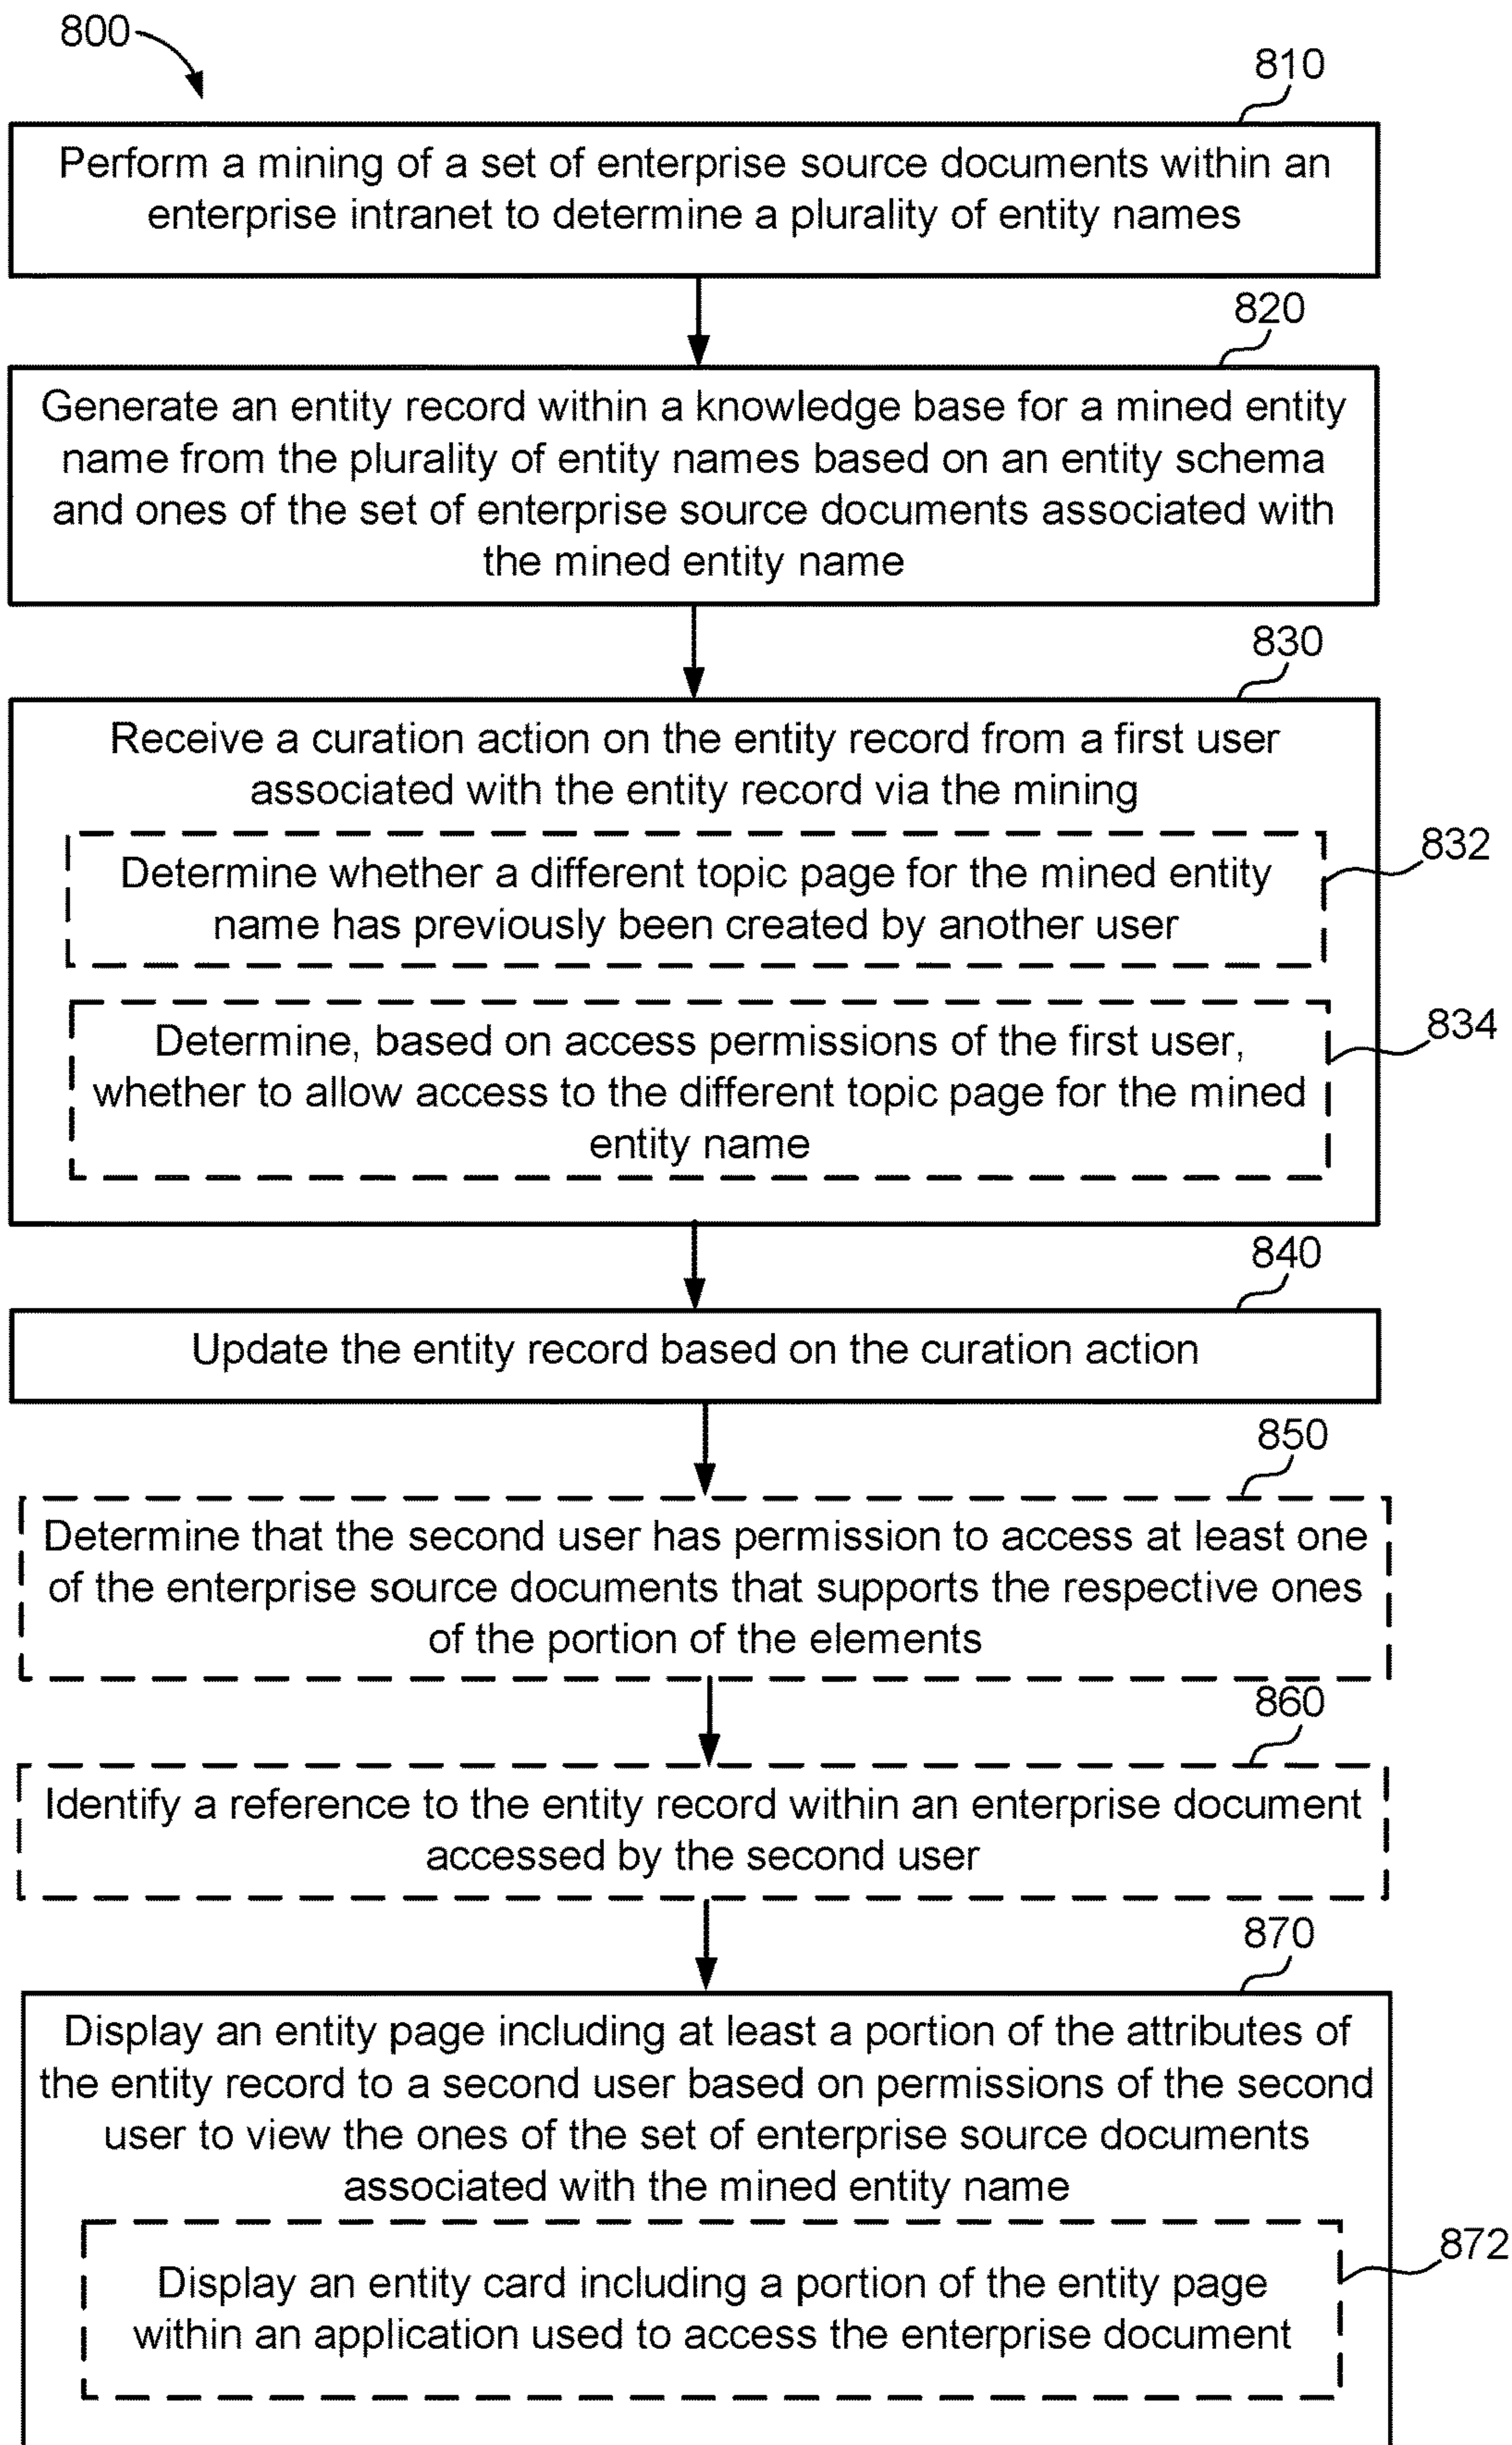 800
810
Perform a mining of a set of enterprise source documents within an
enterprise intranet to determine a plurality of entity names
820
Generate an entity record within a knowledge base for a mined entity
name from the plurality of entity names based on an entity schema
and ones of the set of enterprise source documents associated with
the mined entity name
830
Receive a curation action on the entity record from a first user
associated with the entity record via the mining
832
Determine whether a different topic page for the mined entity
name has previously been created by another user
834
Determine, based on access permissions of the first user,
whether to allow access to the different topic page for the mined
entity name
840
Update the entity record based on the curation action
850
Determine that the second user has permission to access at least one
of the enterprise source documents that supports the respective ones
of the portion of the elements
860
Identify a reference to the entity record within an enterprise document
accessed by the second user
870
Display an entity page including at least a portion of the attributes of
the entity record to a second user based on permissions of the second
user to view the ones of the set of enterprise source documents
associated with the mined entity name
872
Display an entity card including a portion of the entity page
within an application used to access the enterprise document